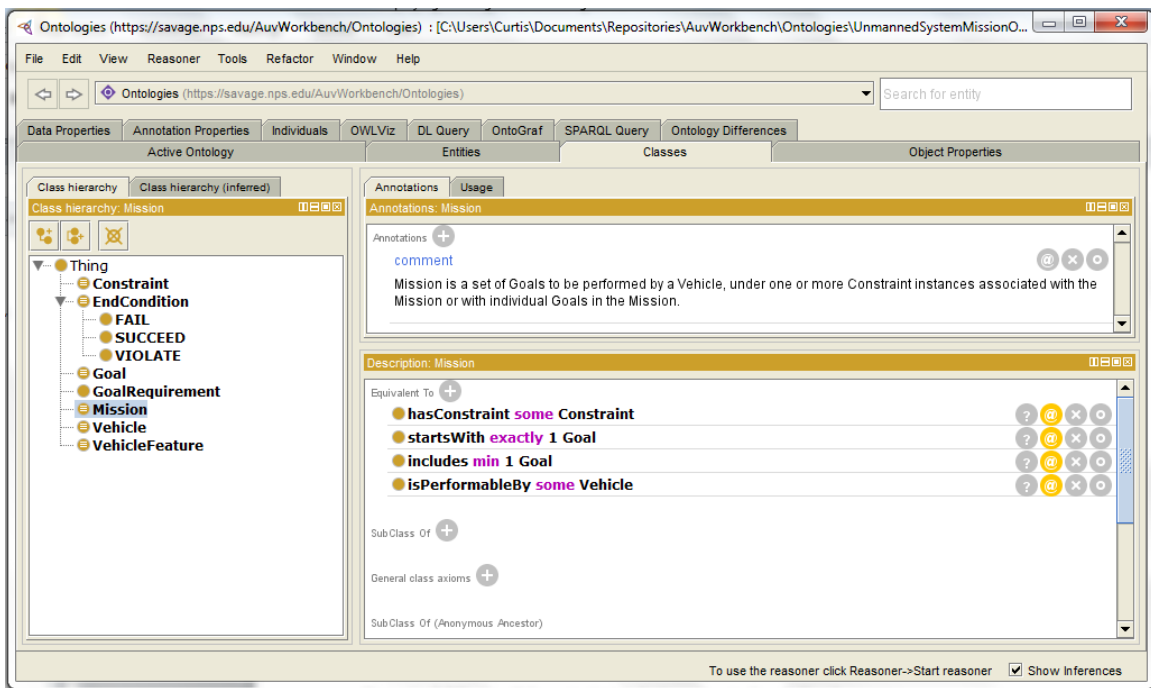 Ontologies (https://savage.nps.edu/AuvWorkbench/Ontologies) : [C:\Users\Curtis\Documents\Repositories\AuvWorkbench\Ontologies\UnmannedSystemMissionO...
File Edit View Reasoner Tools Refactor Window Help
Ontologies (https://savage.nps.edu/AuvWorkbench/Ontologies) Search for entity
Data Properties Annotation Properties Individuals OWLViz DL Query OntoGraf SPARQL Query Ontology Differences
Active Ontology Entities Classes Object Properties
Class hierarchy Class hierarchy (inferred)
Class hierarchy: Mission
Thing
Constraint
EndCondition
FAIL
SUCCEED
VIOLATE
Goal
GoalRequirement
Mission
Vehicle
VehicleFeature
Annotations Usage
Annotations: Mission
Annotations
comment
Mission is a set of Goals to be performed by a Vehicle, under one or more Constraint instances associated with the
Mission or with individual Goals in the Mission.
Description: Mission
Equivalent To
hasConstraint some Constraint
startsWith exactly 1 Goal
includes min 1 Goal
isPerformableBy some Vehicle
SubClass Of
General class axioms
SubClass Of (Anonymous Ancestor)
To use the reasoner click Reasoner->Start reasoner Show Inferences